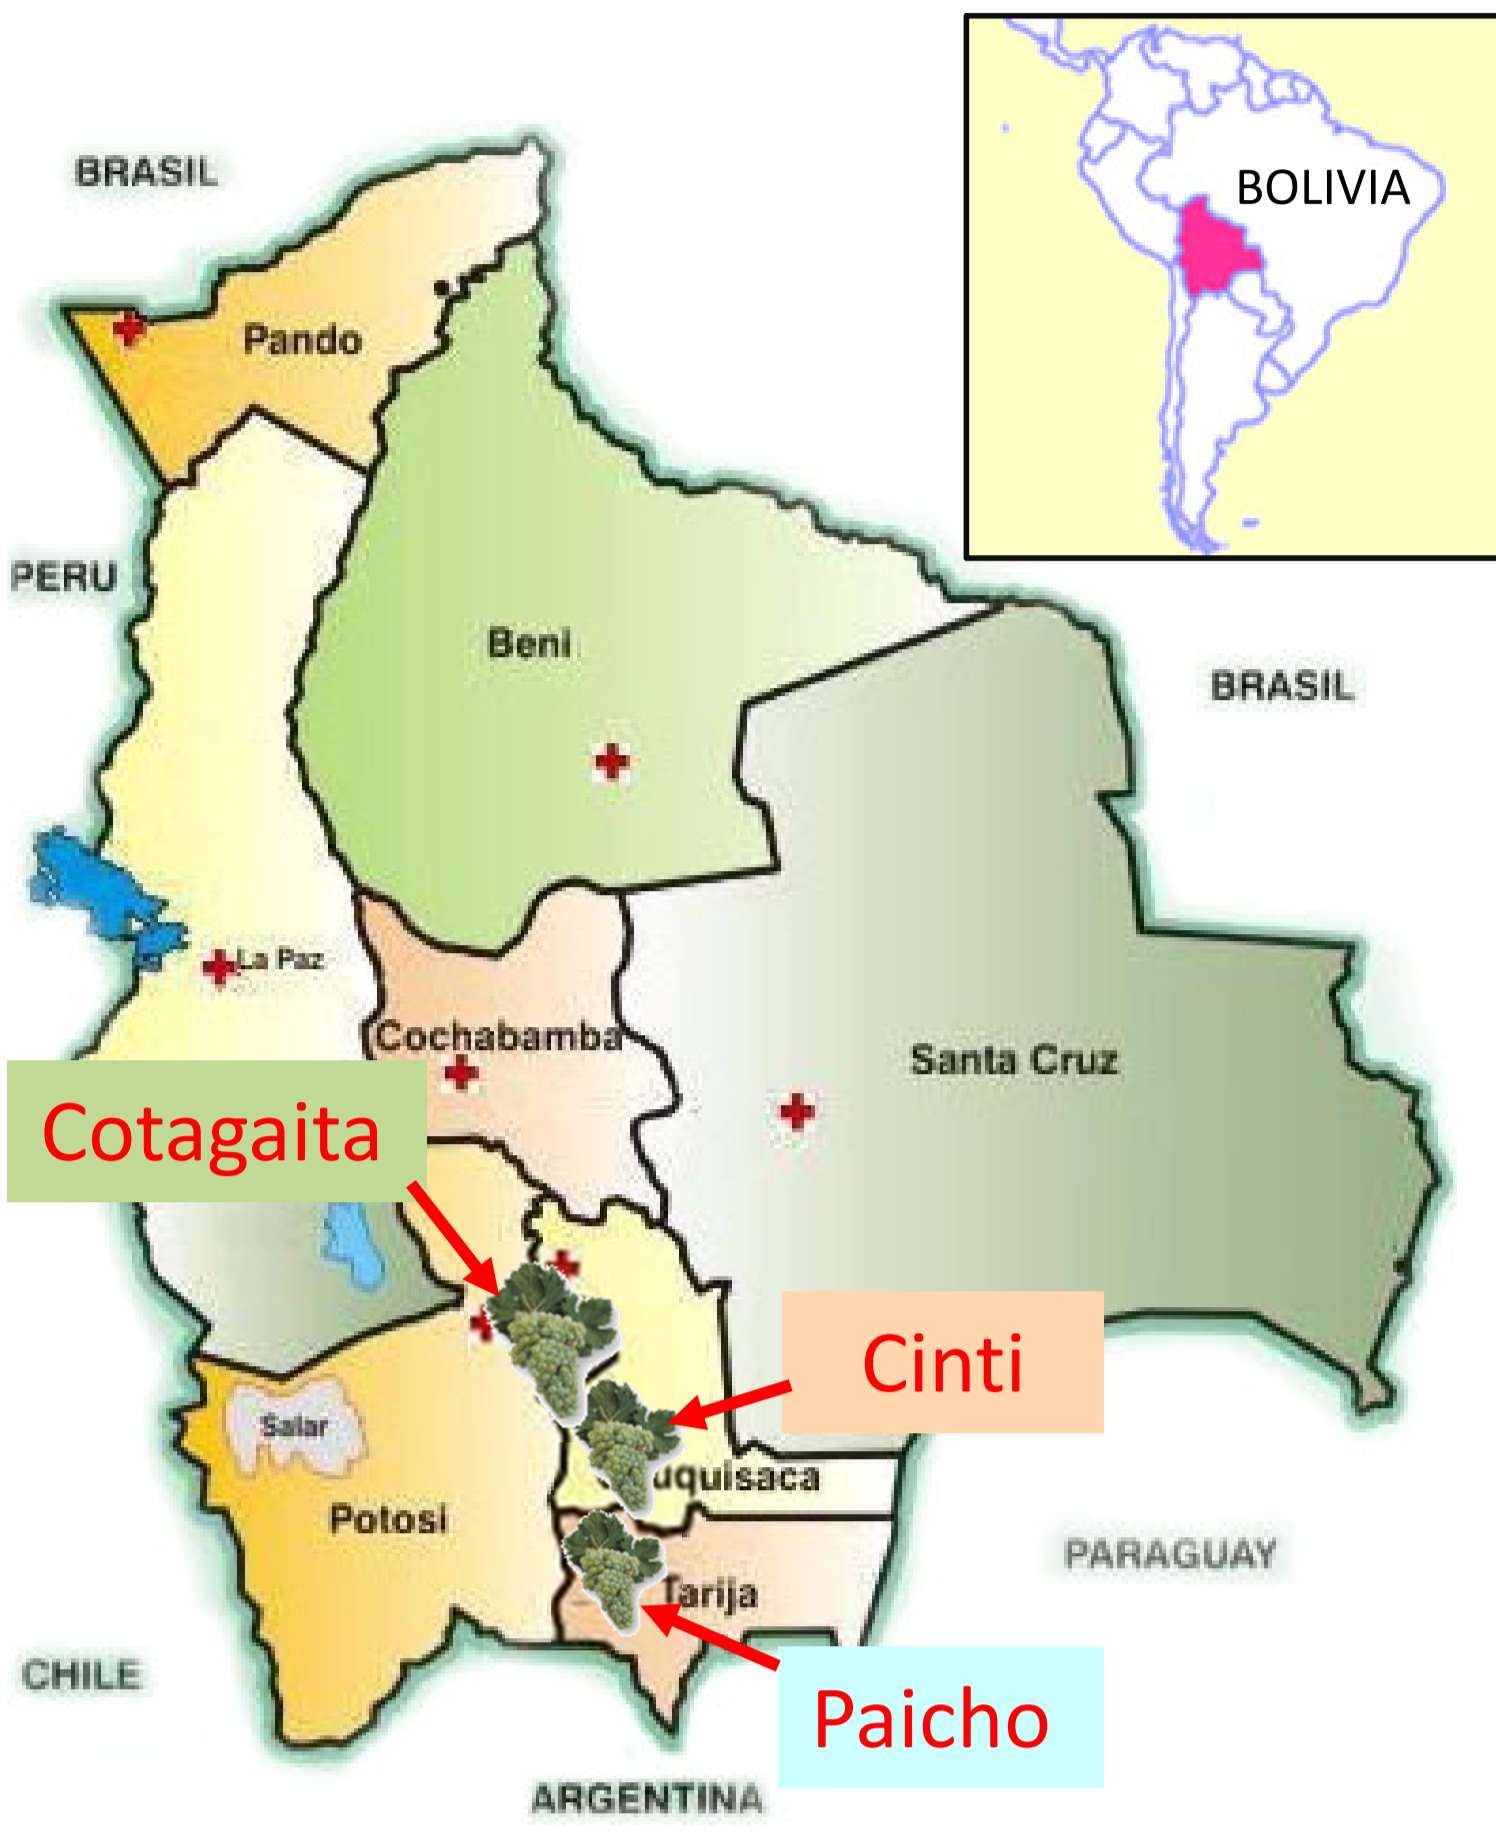 BRASIL
BOLIVIA
Pando
PERU
Beni
BRASIL
La Paz
Cochabamba
Santa Cruz
Cotagaita
Cinti
Salar
uquisaca
Potosi
PARAGUAY
Tarija
CHILE
Paicho
ARGENTINA